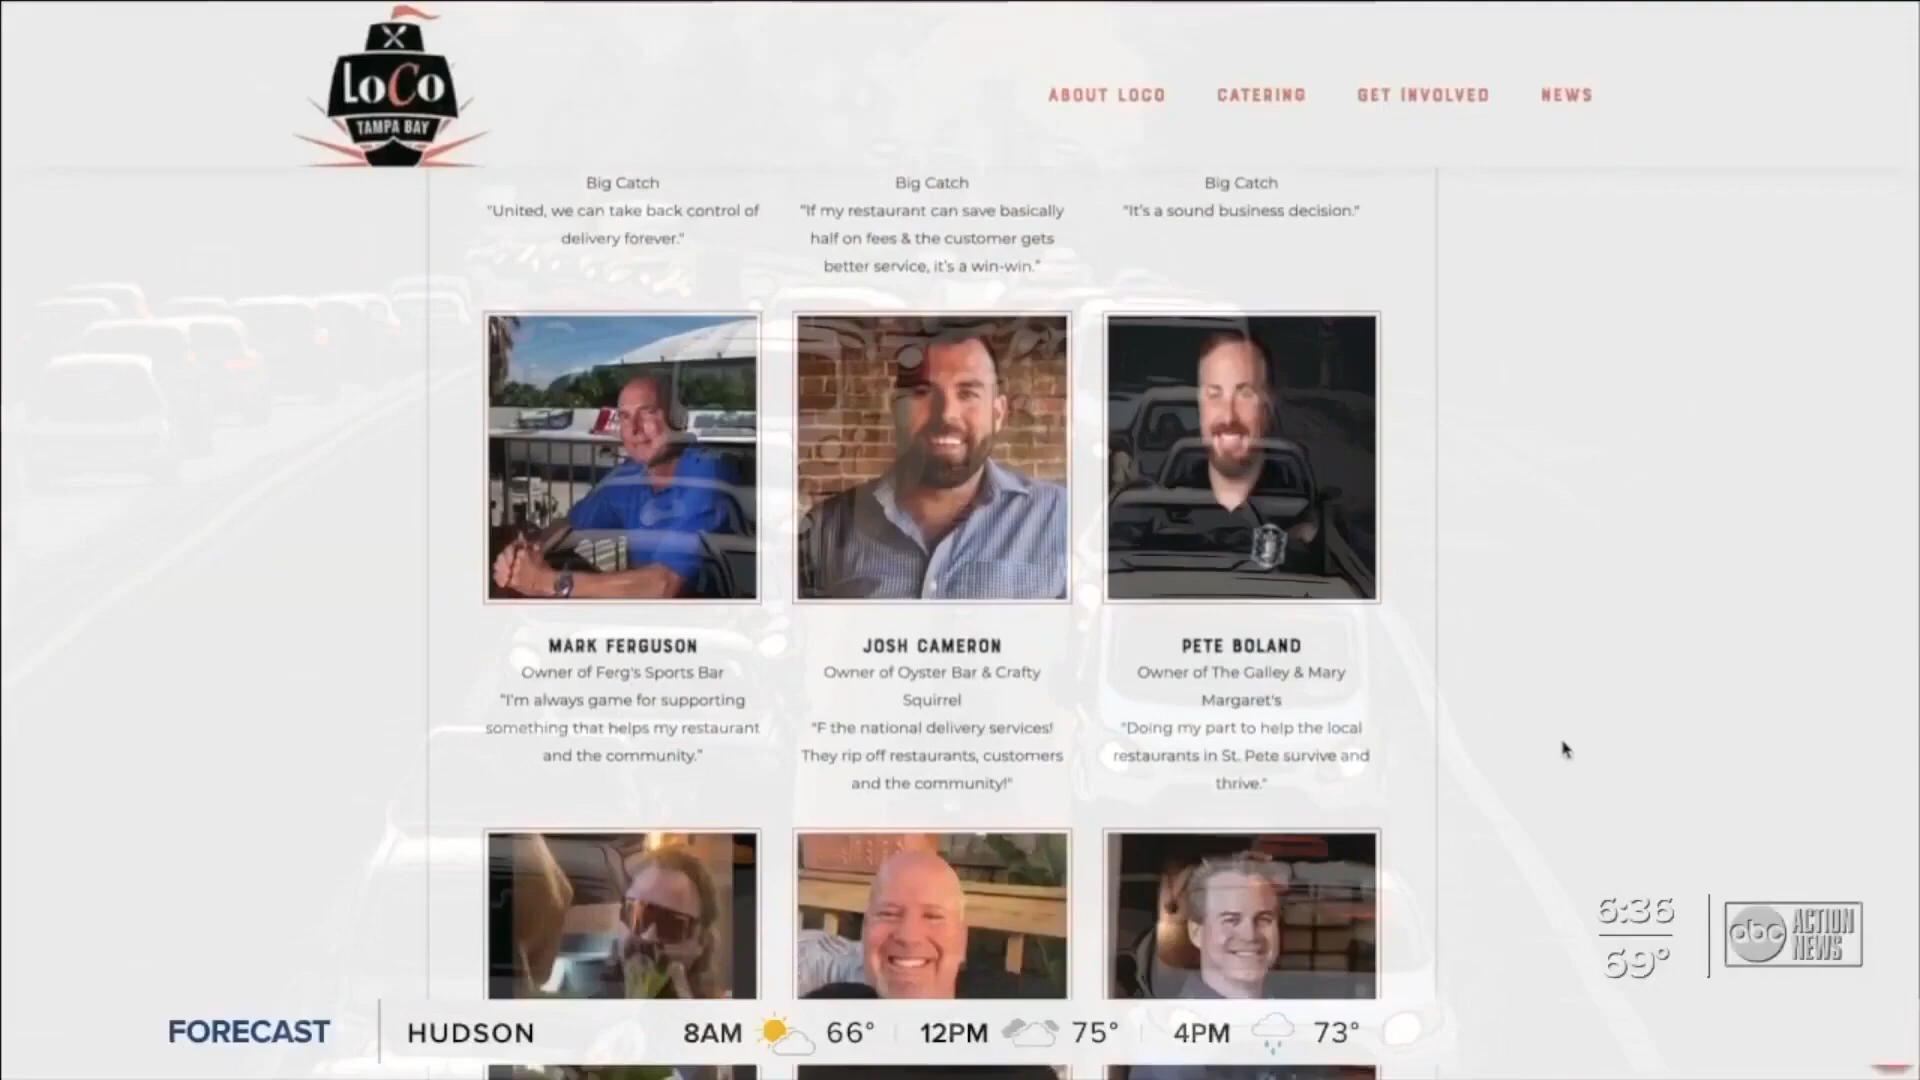 LoCo
TAMPA BAY
ABOUT LOCO
CATERING
GET INVOLVED
NEWS
Big Catch
"United, we can take back control of
delivery forever."
Big Catch
"If my restaurant can save basically
half on fees & the customer gets
better service, it's a win-win."
Big Catch
"It's a sound business decision."
MARK FERGUSON
Owner of Ferg's Sports Bar
"I'm always game for supporting
something that helps my restaurant
and the community."
JOSH CAMERON
Owner of Oyster Bar & Crafty
Squirrel
"F the national delivery services!
They rip off restaurants, customers
and the community!"
PETE BOLAND
Owner of The Galley & Mary
Margaret's
"Doing my part to help the local
restaurants in St. Pete survive and
thrive."
6:36
69°
abc
ACTION
NEWS
FORECAST
HUDSON
8AM
66°
12PM
75°
4PM
73°